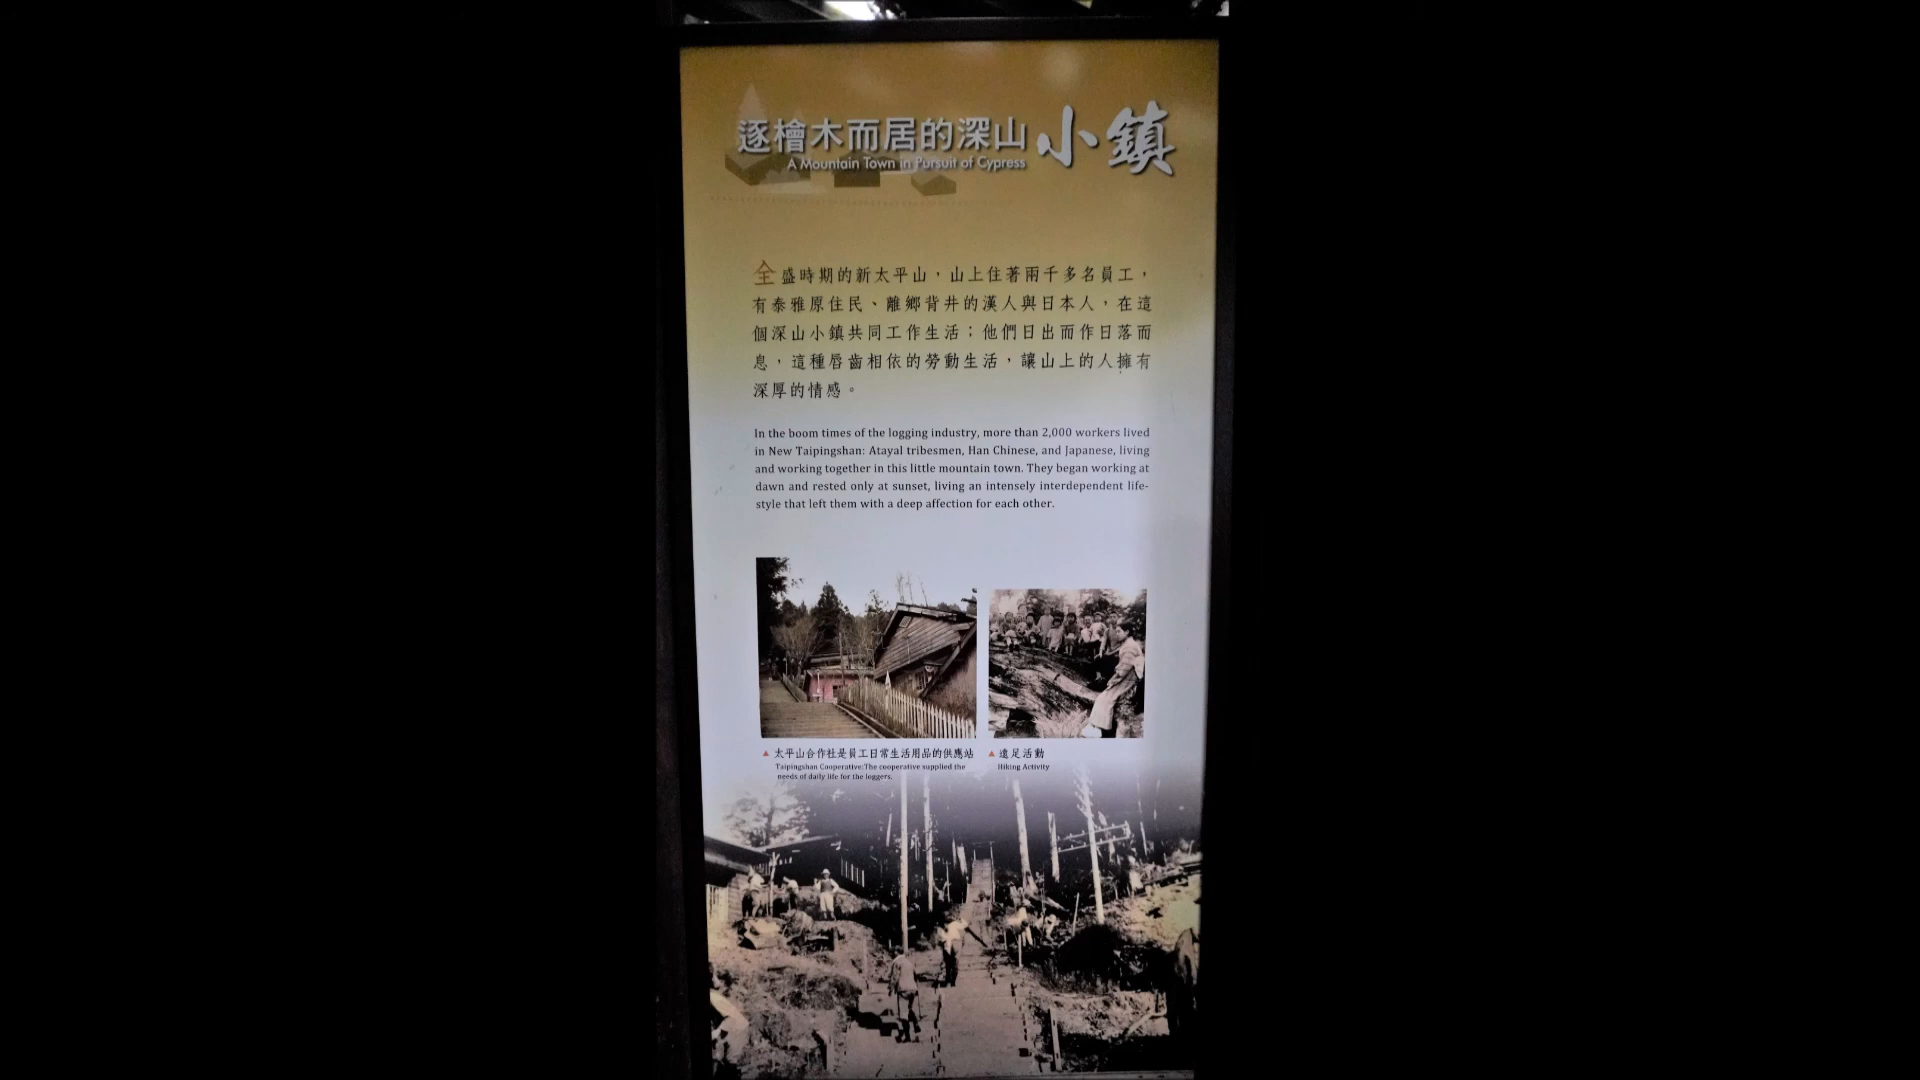 逐檜木而居的深山小鎮
A Mountain Town in Pursuit of Cypress
全盛時期的新太平山，山上住著兩千多名員工，
有泰雅原住民、離鄉背井的漢人與日本人，在這
個深山小鎮共同工作生活；他們日出而作日落而
息，這種唇齒相依的勞動生活，讓山上的人擁有
深厚的情感。
In the boom times of the logging industry, more than 2,000 workers lived
in New Taipingshan: Atayal tribesmen, Han Chinese, and Japanese, living
and working together in this little mountain town. They began working at
dawn and rested only at sunset, living an intensely interdependent life-
style that left them with a deep affection for each other.
▲ 太平山合作社是員工日常生活用品的供應站
Taipingshan Cooperative:The cooperative supplied the
needs of daily life for the loggers.
▲ 遠足活動
Hiking Activity